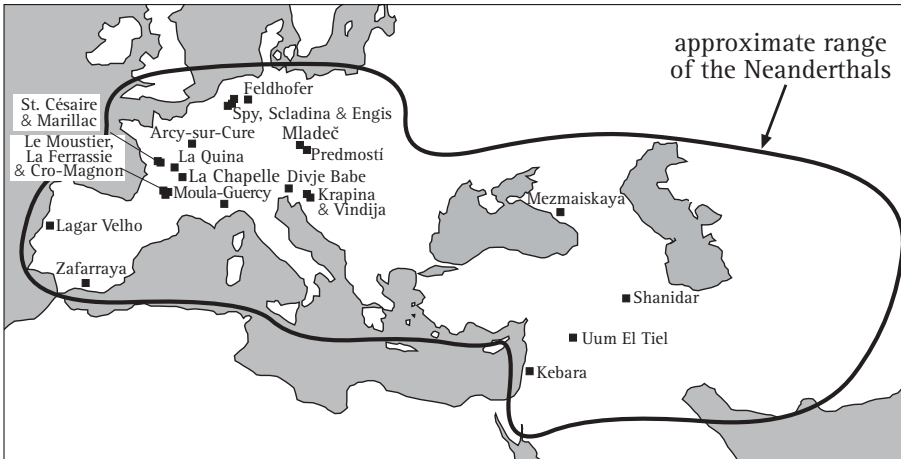 approximate range
of the Neanderthals
Feldhofer
St. Césaire
& Marillac
Spy, Scladina & Engis
Arcy-sur-Cure
Mladeč
Le Moustier,
La Ferrassie
& Cro-Magnon
La Quina
Predmostí
La Chapelle
Divje Babe
Moula-Guercy
Krapina
& Vindija
Mezmaiskaya
Lagar Velho
Zafarraya
Shanidar
Uum El Tiel
Kebara